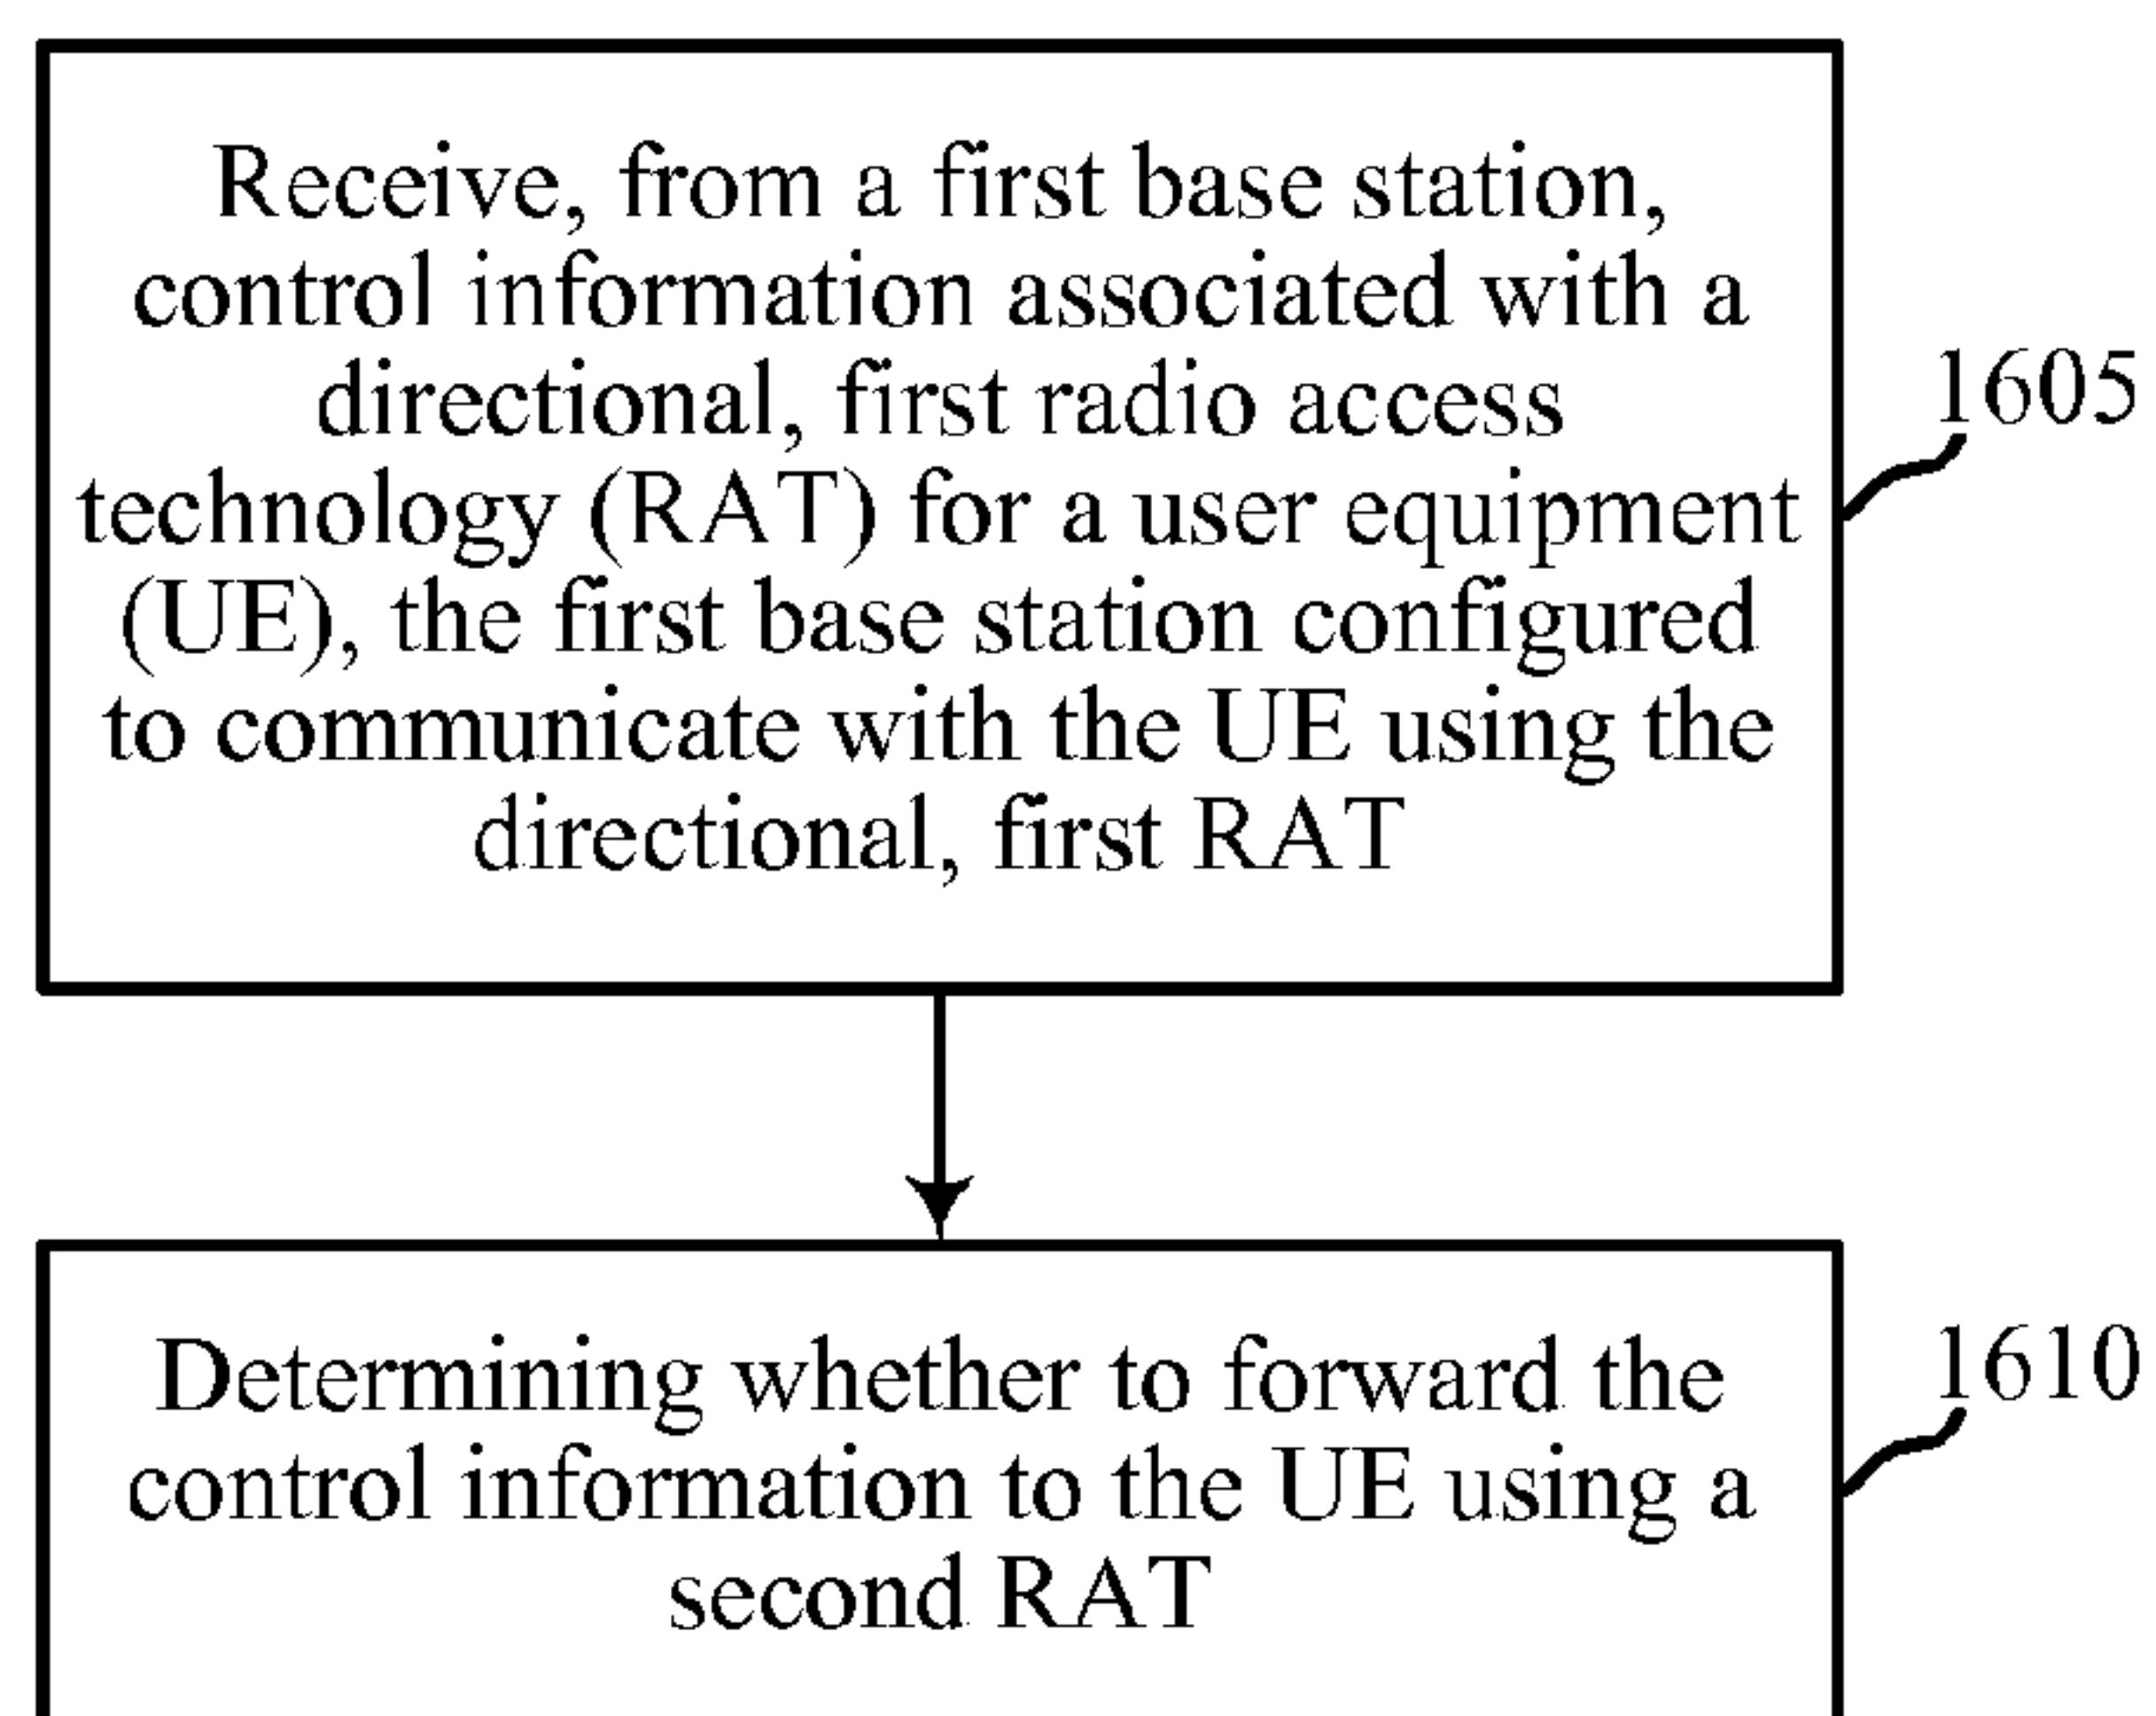 Receive, from a first base station,
control information associated with a
directional, first radio access
technology (RAT) for a user equipment
(UE), the first base station configured
to communicate with the UE using the
directional, first RAT
1605
Determining whether to forward the
control information to the UE using a
second RAT
1610